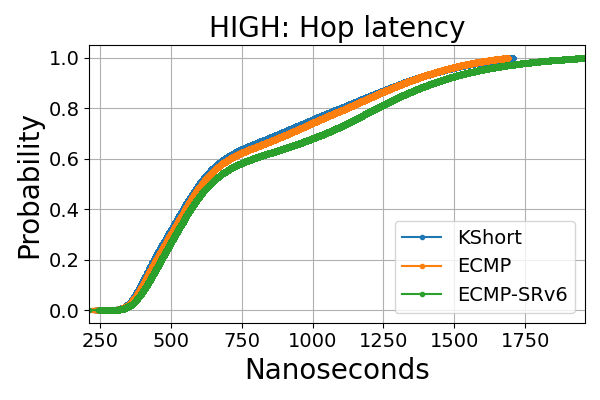 HIGH: Hop latency
Probability
1.0
0.8
0.6
0.4
0.2
0.0
KShort
ECMP
ECMP-SRv6
250 500 750 1000 1250 1500 1750
Nanoseconds